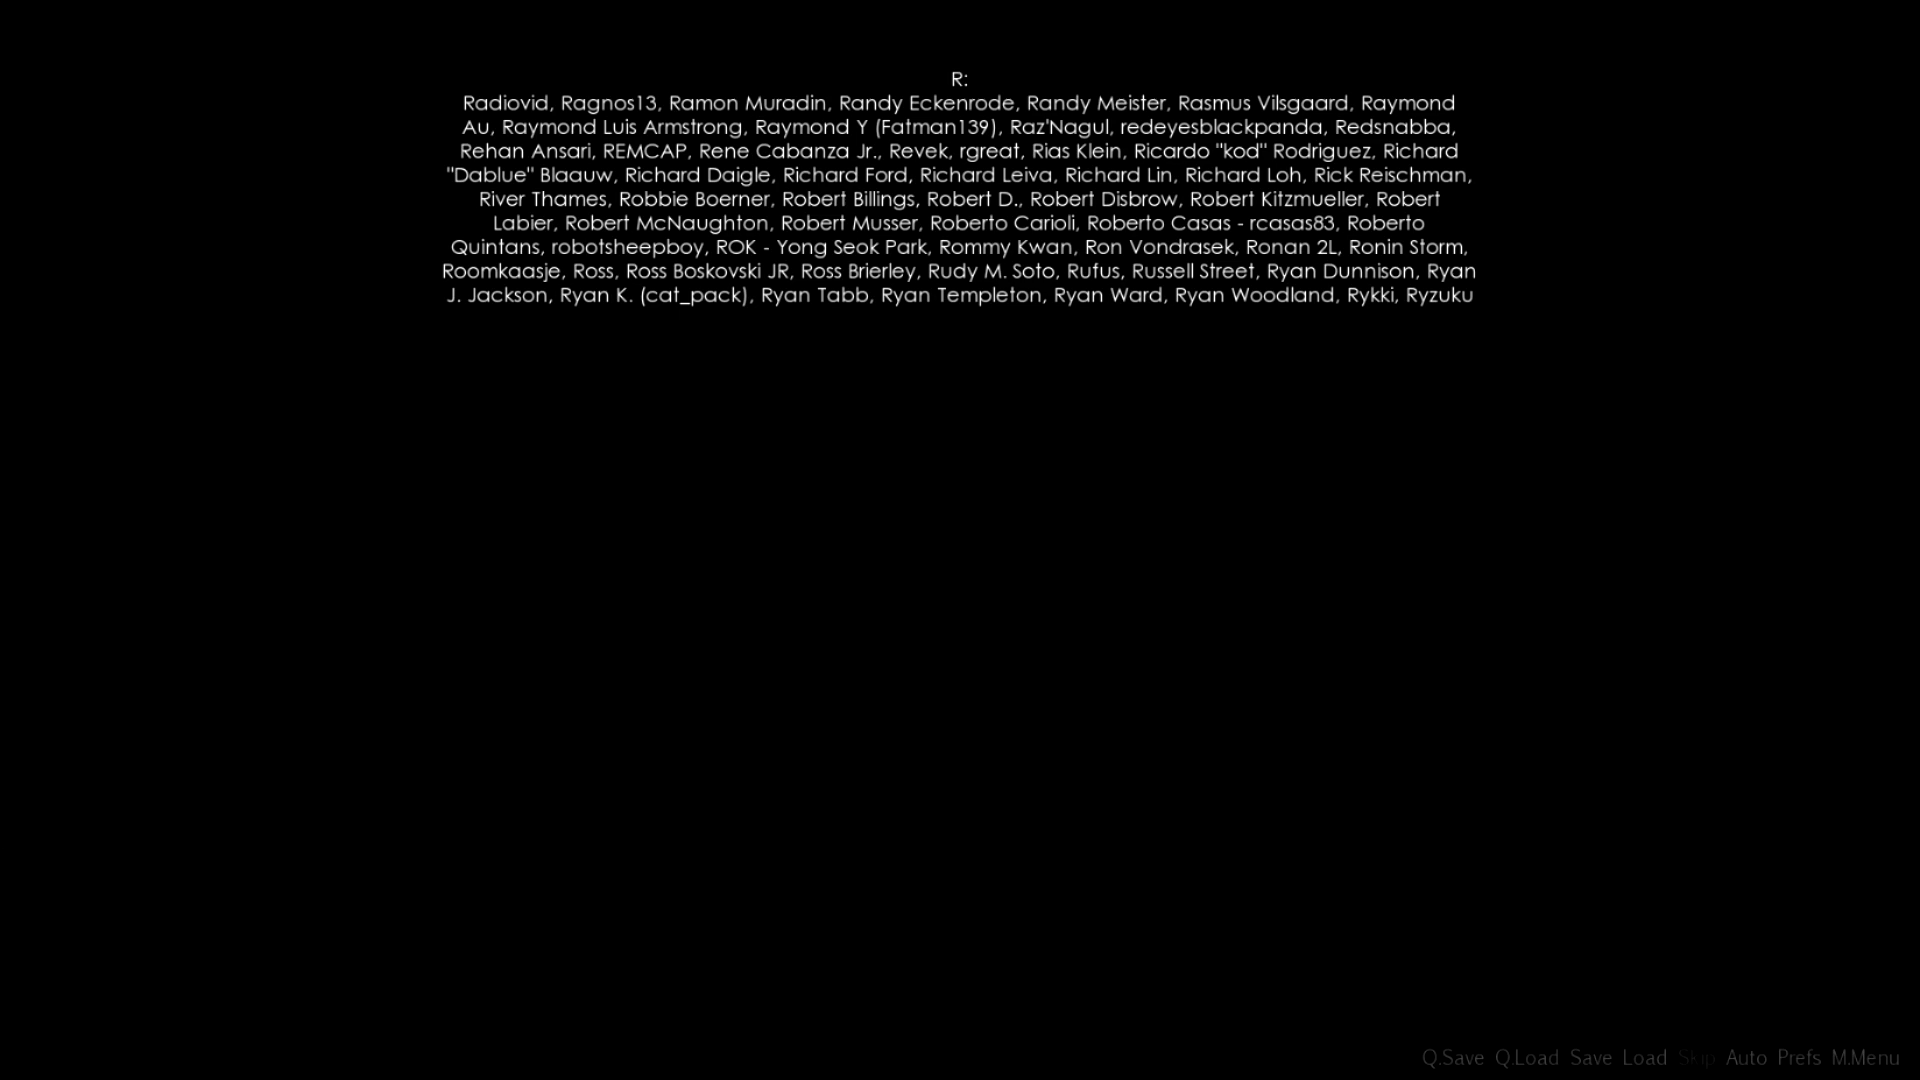 R:
Radiovid, Ragnos13, Ramon Muradin, Randy Eckenrode, Randy Meister, Rasmus Vilsgaard, Raymond
Au, Raymond Luis Armstrong, Raymond Y (Fatman139), Raz'Nagul, redeyesblackpanda, Redsnabba,
Rehan Ansari, REMCAP, Rene Cabanza Jr., Revek, rgreat, Rias Klein, Ricardo "kod" Rodriguez, Richard
"Dablue" Blaauw, Richard Daigle, Richard Ford, Richard Leiva, Richard Lin, Richard Loh, Rick Reischman,
River Thames, Robbie Boerner, Robert Billings, Robert D., Robert Disbrow, Robert Kitzmueller, Robert
Labier, Robert McNaughton, Robert Musser, Roberto Carioli, Roberto Casas - rcasas83, Roberto
Quintans, robotsheepboy, ROK - Yong Seok Park, Rommy Kwan, Ron Vondrasek, Ronan 2L, Ronin Storm,
Roomkaasje, Ross, Ross Boskovski JR, Ross Brierley, Rudy M. Soto, Rufus, Russell Street, Ryan Dunnison, Ryan
J. Jackson, Ryan K. (cat_pack), Ryan Tabb, Ryan Templeton, Ryan Ward, Ryan Woodland, Rykki, Ryzuku
Q.Save Q.Load Save Load Skip Auto Prefs M.Menu